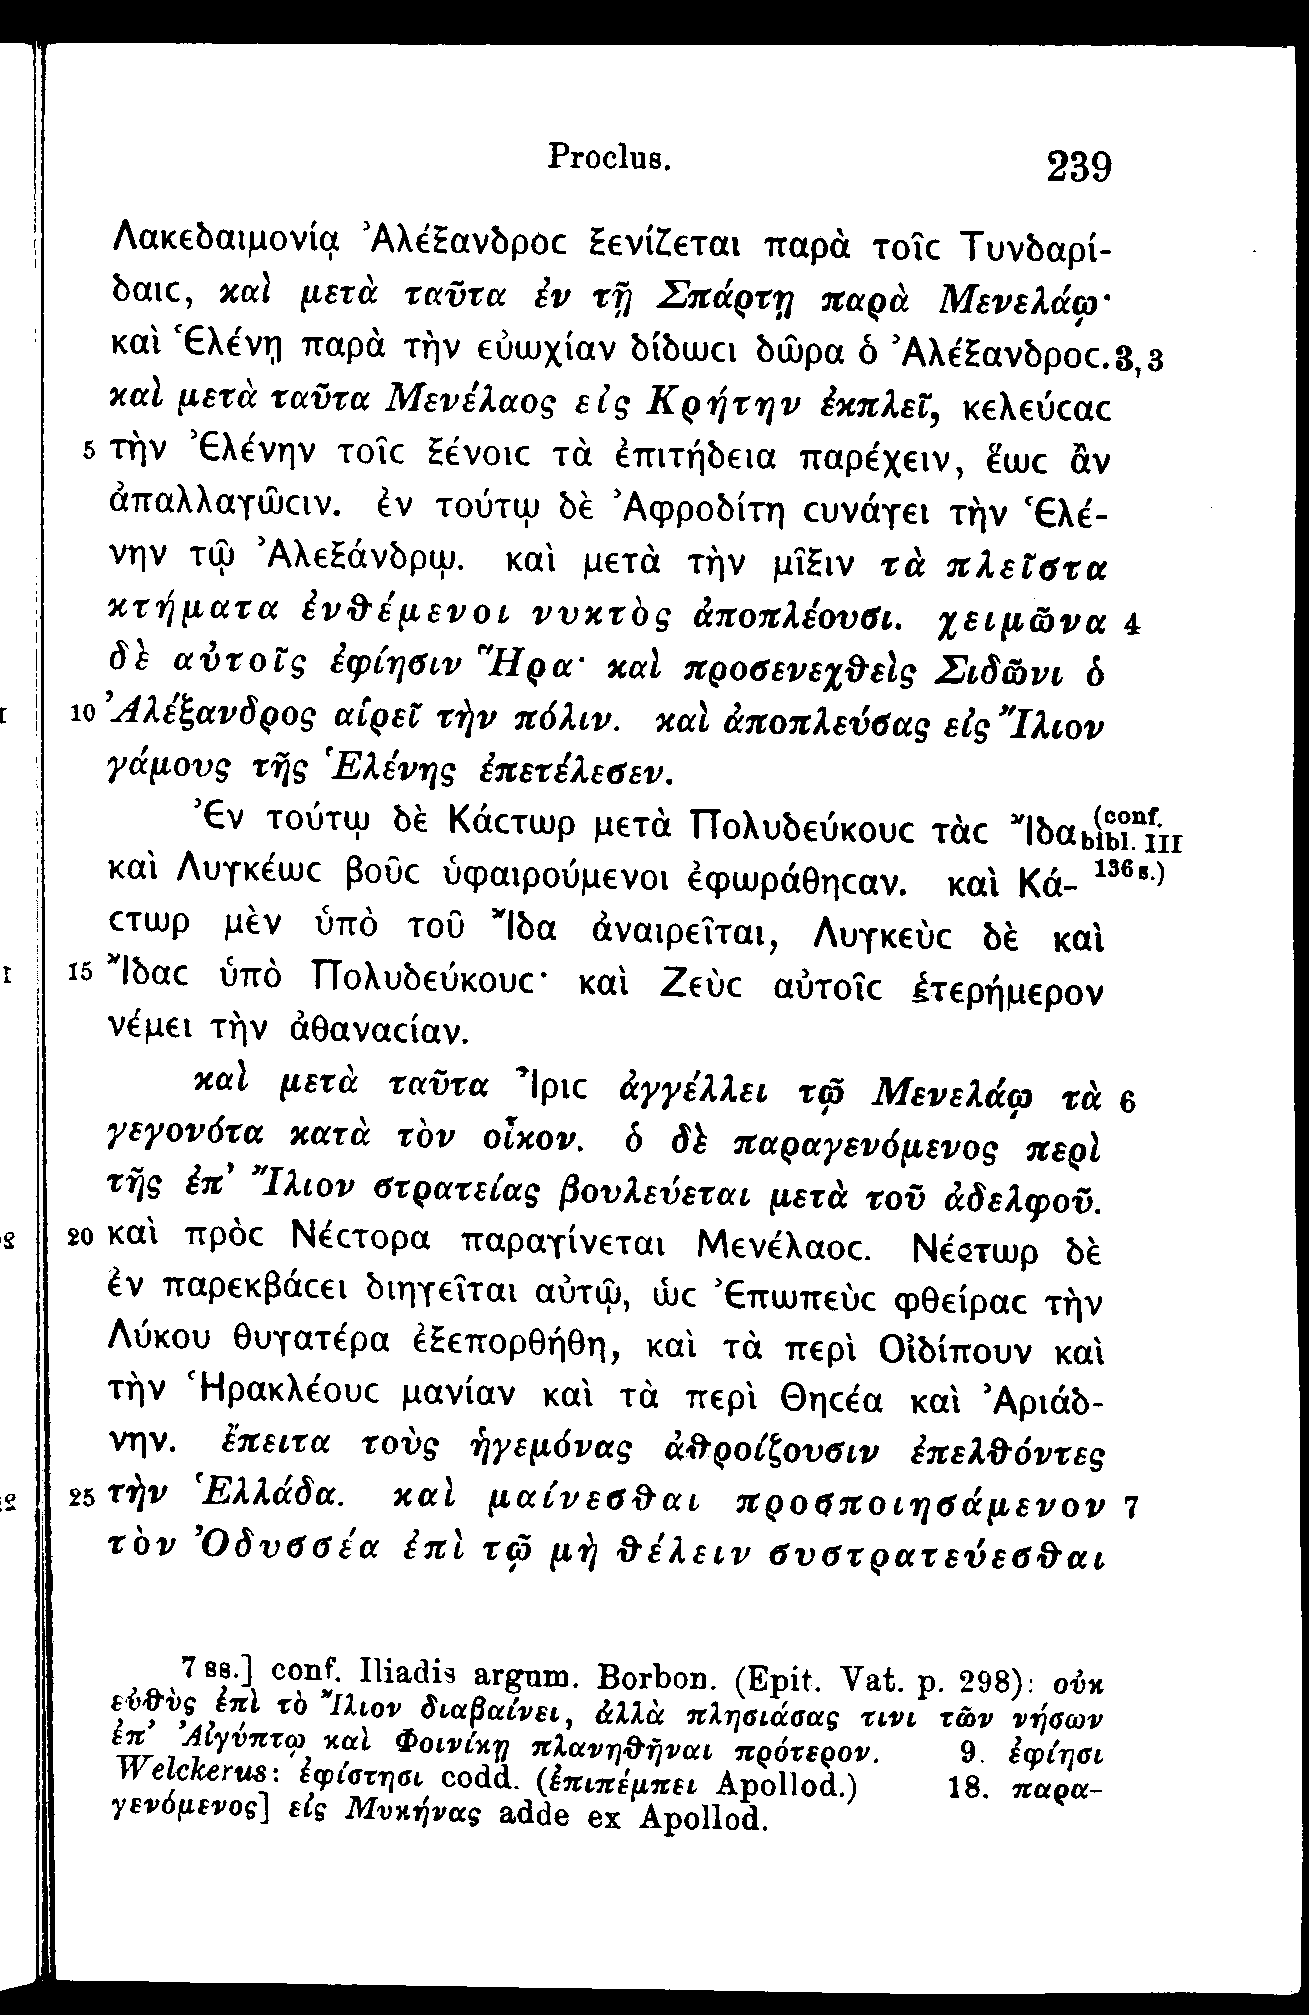 Proclus. 239
Λακεδαιμονίᾳ Ἀλέξανδροϲ ξενίζεται παρὰ τοῖϲ Τυνδαρί-
δαιϲ, καὶ μετὰ ταῦτα ἐν τῇ Σπάρτῃ παρὰ Μενελάῳ·
καὶ Ἑλένῃ παρὰ τὴν εὐωχίαν δίδωϲι δῶρα ὁ Ἀλέξανδροϲ. 3,3
καὶ μετὰ ταῦτα Μενέλαος εἰς Κρήτην ἐκπλεῖ, κελεύϲαϲ
5 τὴν Ἑλένην τοῖϲ ξένοιϲ τὰ ἐπιτήδεια παρέχειν, ἕωϲ ἂν
ἀπαλλαγῶϲιν. ἐν τούτῳ δὲ Ἀφροδίτη ϲυνάγει τὴν Ἑλέ-
νην τῷ Ἀλεξάνδρῳ. καὶ μετὰ τὴν μῖξιν τὰ πλεῖστα
κτήματα ἐνθέμενοι νυκτὸς ἀποπλέουσι. χειμῶνα 4
δὲ αὐτοῖς ἐφίησιν Ἥρα· καὶ προσενεχθεὶς Σιδῶνι ὁ
10 Ἀλέξανδρος αἱρεῖ τὴν πόλιν. καὶ ἀποπλεύσας εἰς Ἴλιον
γάμους τῆς Ἑλένης ἐπετέλεσεν.
Ἐν τούτῳ δὲ Κάϲτωρ μετὰ Πολυδεύκουϲ τὰϲ Ἴδα (conf. bibl. III
καὶ Λυγκέωϲ βοῦϲ ὑφαιρούμενοι ἐφωράθηϲαν. καὶ Κά- 136 s.)
ϲτωρ μὲν ὑπὸ τοῦ Ἴδα ἀναιρεῖται, Λυγκεὺϲ δὲ καὶ
15 Ἴδαϲ ὑπὸ Πολυδεύκουϲ· καὶ Ζεὺϲ αὐτοῖϲ ἑτερήμερον
νέμει τὴν ἀθαναϲίαν.
καὶ μετὰ ταῦτα Ἶριϲ ἀγγέλλει τῷ Μενελάῳ τὰ 6
γεγονότα κατὰ τὸν οἶκον. ὁ δὲ παραγενόμενος περὶ
τῆς ἐπ’ Ἴλιον στρατείας βουλεύεται μετὰ τοῦ ἀδελφοῦ.
20 καὶ πρὸϲ Νέϲτορα παραγίνεται Μενέλαοϲ. Νέϲτωρ δὲ
ἐν παρεκβάϲει διηγεῖται αὐτῷ, ὡϲ Ἐπωπεὺϲ φθείραϲ τὴν
Λύκου θυγατέρα ἐξεπορθήθη, καὶ τὰ περὶ Οἰδίπουν καὶ
τὴν Ἡρακλέουϲ μανίαν καὶ τὰ περὶ Θηϲέα καὶ Ἀριάδ-
νην. ἔπειτα τοὺς ἡγεμόνας ἀθροίζουσιν ἐπελθόντες
25 τὴν Ἑλλάδα. καὶ μαίνεσθαι προσποιησάμενον 7
τὸν Ὀδυσσέα ἐπὶ τῷ μὴ θέλειν συστρατεύεσθαι
7 ss.] conf. Iliadis argum. Borbon. (Epit. Vat. p. 298): οὐκ
εὐθὺς ἐπὶ τὸ Ἴλιον διαβαίνει, ἀλλὰ πλησιάσας τινι τῶν νήσων
ἐπ’ Αἰγύπτῳ καὶ Φοινίκῃ πλανηθῆναι πρότερον. 9. ἐφίησι
Welckerus: ἐφίστησι codd. (ἐπιπέμπει Apollod.) 18. παρα-
γενόμενος] εἰς Μυκήνας adde ex Apollod.